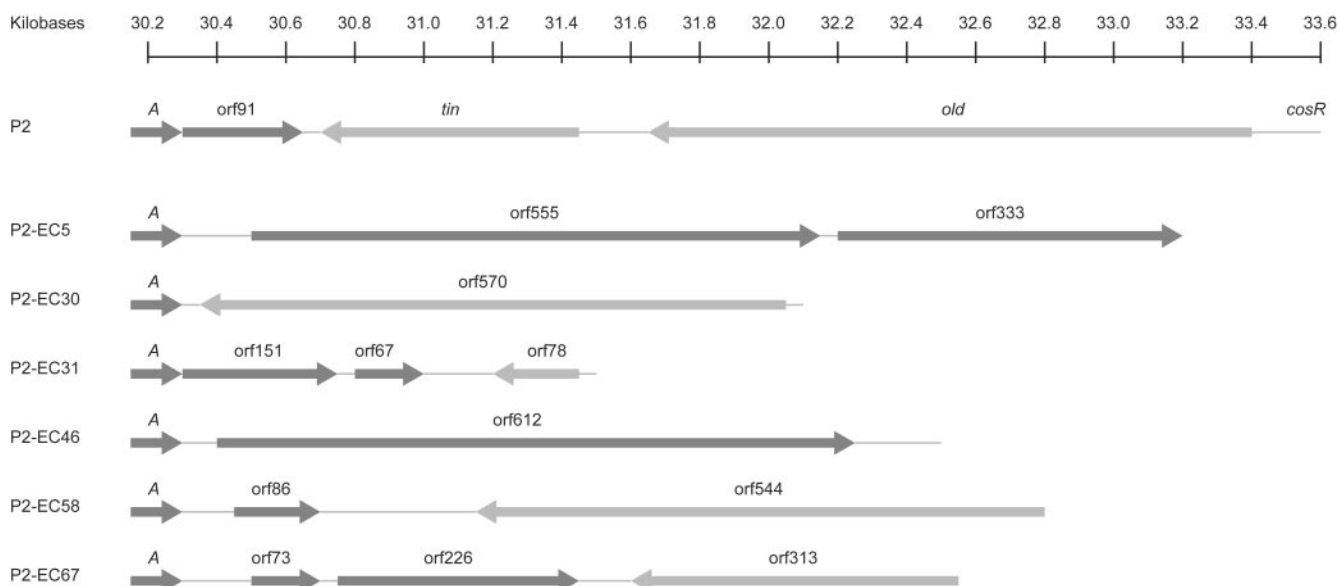 Kilobases 30.2 30.4 30.6 30.8 31.0 31.2 31.4 31.6 31.8 32.0 32.2 32.4 32.6 32.8 33.0 33.2 33.4 33.6
A orf91 tin old cosR
P2
A orf555 orf333
P2-EC5
A orf570
P2-EC30
A orf151 orf67 orf78
P2-EC31
A orf612
P2-EC46
A orf86 orf544
P2-EC58
A orf73 orf226 orf313
P2-EC67